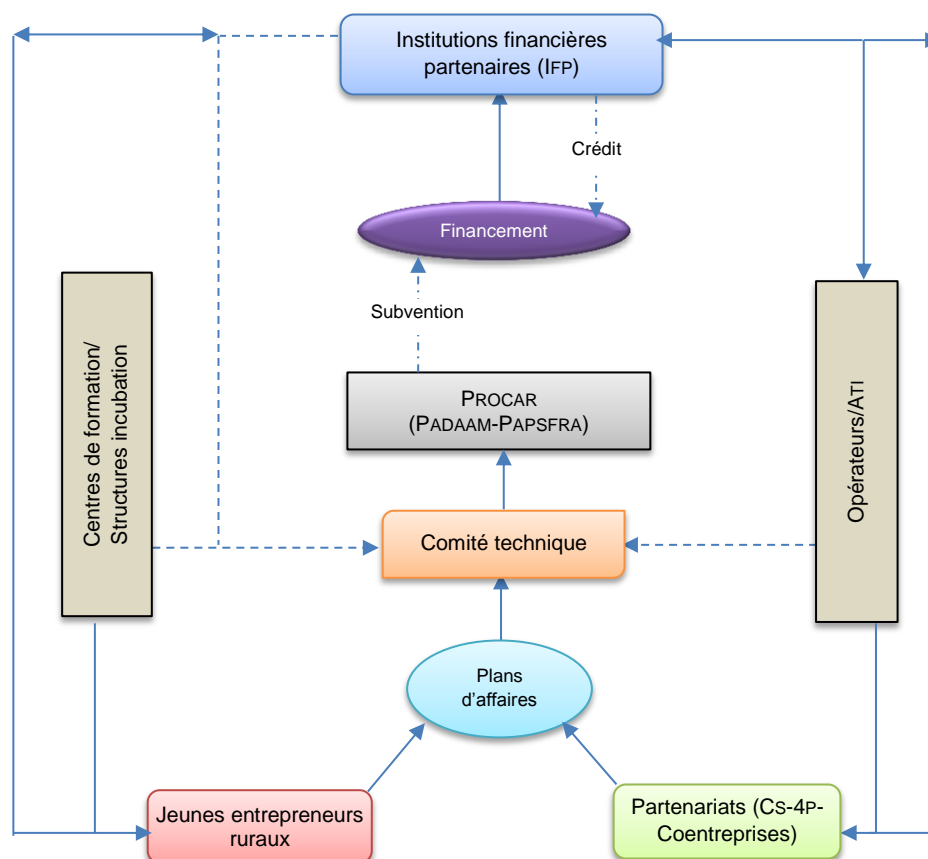 Institutions financières
partenaires (IFP)
Crédit
Financement
Subvention
Centres de formation/
Structures incubation
PROCAR
(PADAAM-PAPSFRA)
Opérateurs/ATI
Comité technique
Plans
d’affaires
Jeunes entrepreneurs
ruraux
Partenariats (CS-4P-
Coentreprises)